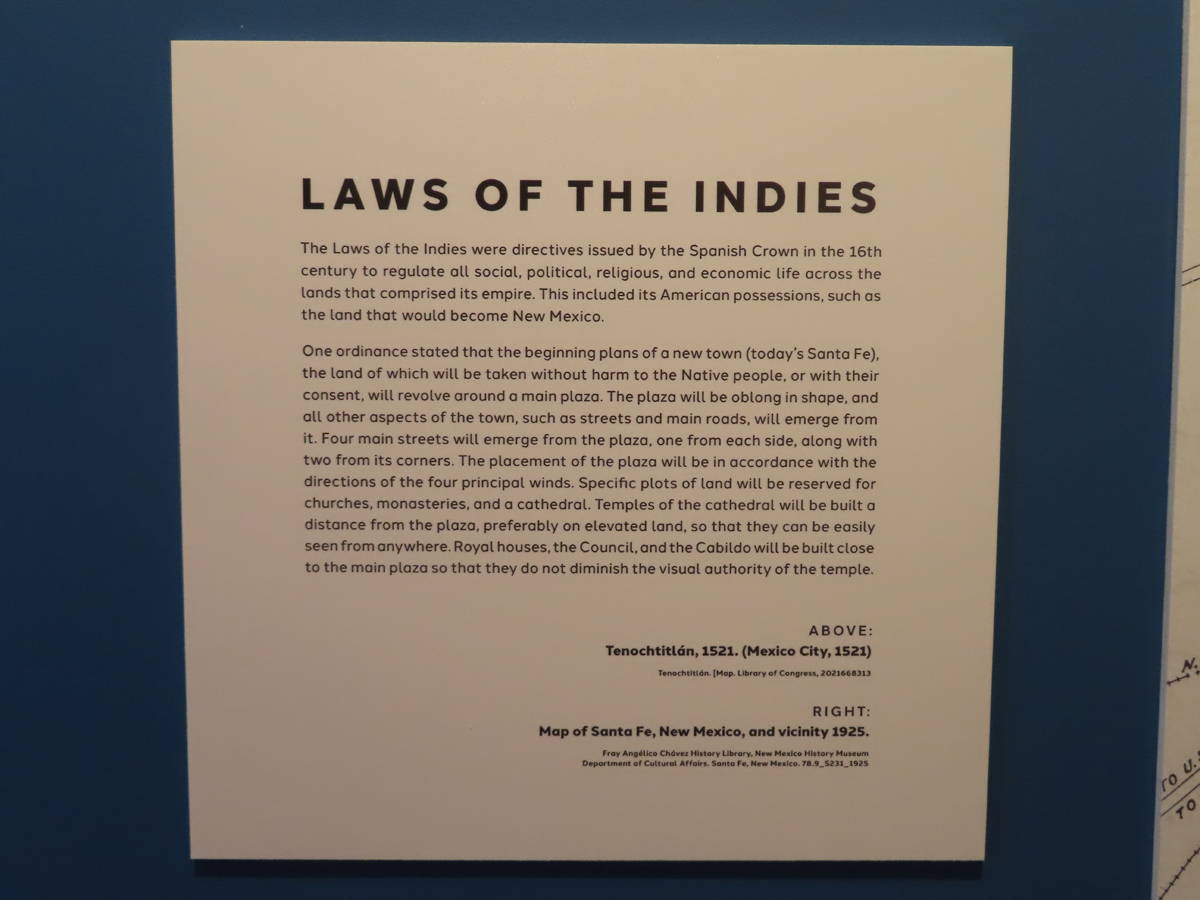 LAWS OF THE INDIES
The Laws of the Indies were directives issued by the Spanish Crown in the 16th
century to regulate all social, political, religious, and economic life across the
lands that comprised its empire. This included its American possessions, such as
the land that would become New Mexico.
One ordinance stated that the beginning plans of a new town (today's Santa Fe),
the land of which will be taken without harm to the Native people, or with their
consent, will revolve around a main plaza. The plaza will be oblong in shape, and
all other aspects of the town, such as streets and main roads, will emerge from
it. Four main streets will emerge from the plaza, one from each side, along with
two from its corners. The placement of the plaza will be in accordance with the
directions of the four principal winds. Specific plots of land will be reserved for
churches, monasteries, and a cathedral. Temples of the cathedral will be built a
distance from the plaza, preferably on elevated land, so that they can be easily
seen from anywhere. Royal houses, the Council, and the Cabildo will be built close
to the main plaza so that they do not diminish the visual authority of the temple.
ABOVE:
Tenochtitlán, 1521. (Mexico City, 1521)
Tenochtitlán. [Map. Library of Congress, 2021668313
RIGHT:
Map of Santa Fe, New Mexico, and vicinity 1925.
Fray Angélico Chávez History Library, New Mexico History Museum
Department of Cultural Affairs. Santa Fe, New Mexico. 78.9_S231_1925
N.
TO U.S
TO